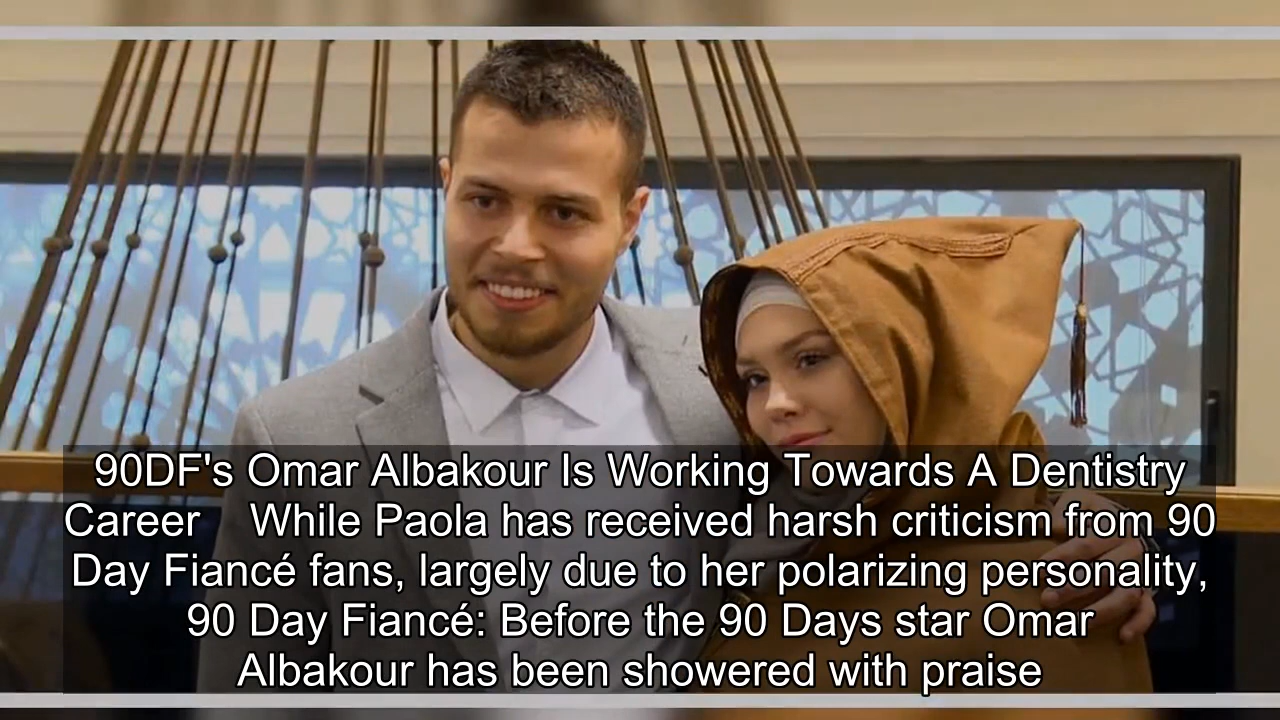 90DF's Omar Albakour Is Working Towards A Dentistry
Career    While Paola has received harsh criticism from 90
Day Fiancé fans, largely due to her polarizing personality,
90 Day Fiancé: Before the 90 Days star Omar
Albakour has been showered with praise